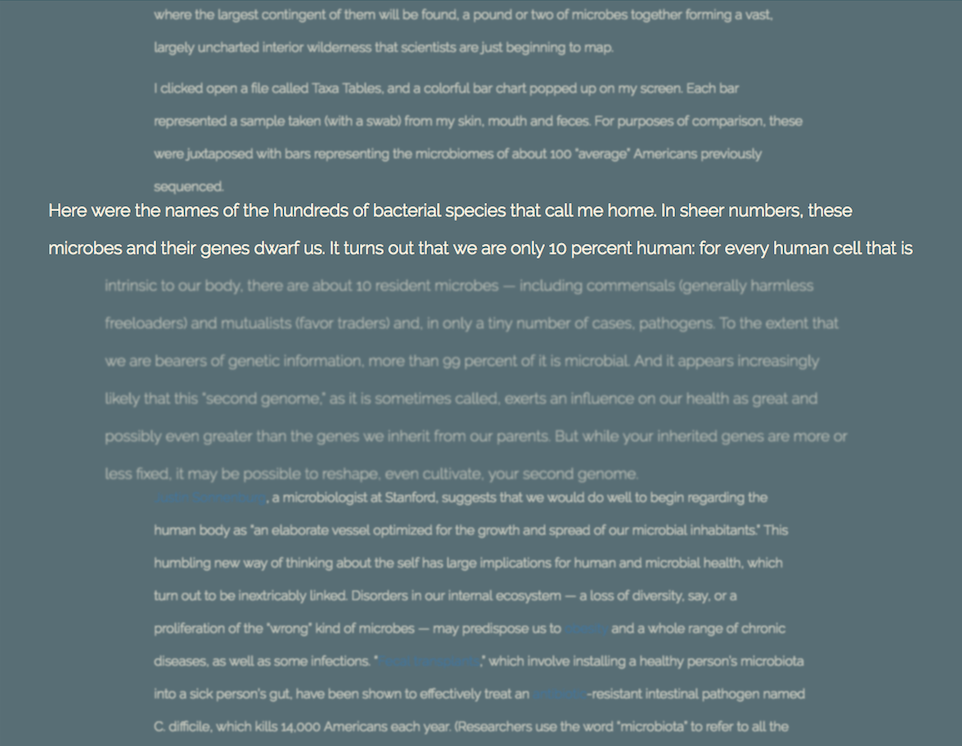 where the largest contingent of them will be found, a pound or two of microbes together forming a vast,
largely uncharted interior wilderness that scientists are just beginning to map.
I clicked open a file called Taxa Tables, and a colorful bar chart popped up on my screen. Each bar
represented a sample taken (with a swab) from my skin, mouth and feces. For purposes of comparison, these
were juxtaposed with bars representing the microbiomes of about 100 "average" Americans previously
sequenced.
Here were the names of the hundreds of bacterial species that call me home. In sheer numbers, these
microbes and their genes dwarf us. It turns out that we are only 10 percent human: for every human cell that is
intrinsic to our body, there are about 10 resident microbes — including commensals (generally harmless
freeloaders) and mutualists (favor traders) and, in only a tiny number of cases, pathogens. To the extent that
we are bearers of genetic information, more than 99 percent of it is microbial. And it appears increasingly
likely that this "second genome," as it is sometimes called, exerts an influence on our health as great and
possibly even greater than the genes we inherit from our parents. But while your inherited genes are more or
less fixed, it may be possible to reshape, even cultivate, your second genome.
, a microbiologist at Stanford, suggests that we would do well to begin regarding the
human body as "an elaborate vessel optimized for the growth and spread of our microbial inhabitants." This
humbling new way of thinking about the self has large implications for human and microbial health, which
turn out to be inextricably linked. Disorders in our internal ecosystem — a loss of diversity, say, or a
proliferation of the "wrong" kind of microbes — may predispose us to and a whole range of chronic
diseases, as well as some infections. " ," which involve installing a healthy person's microbiota
into a sick person's gut, have been shown to effectively treat an -resistant intestinal pathogen named
C. difficile, which kills 14,000 Americans each year. (Researchers use the word "microbiota" to refer to all the